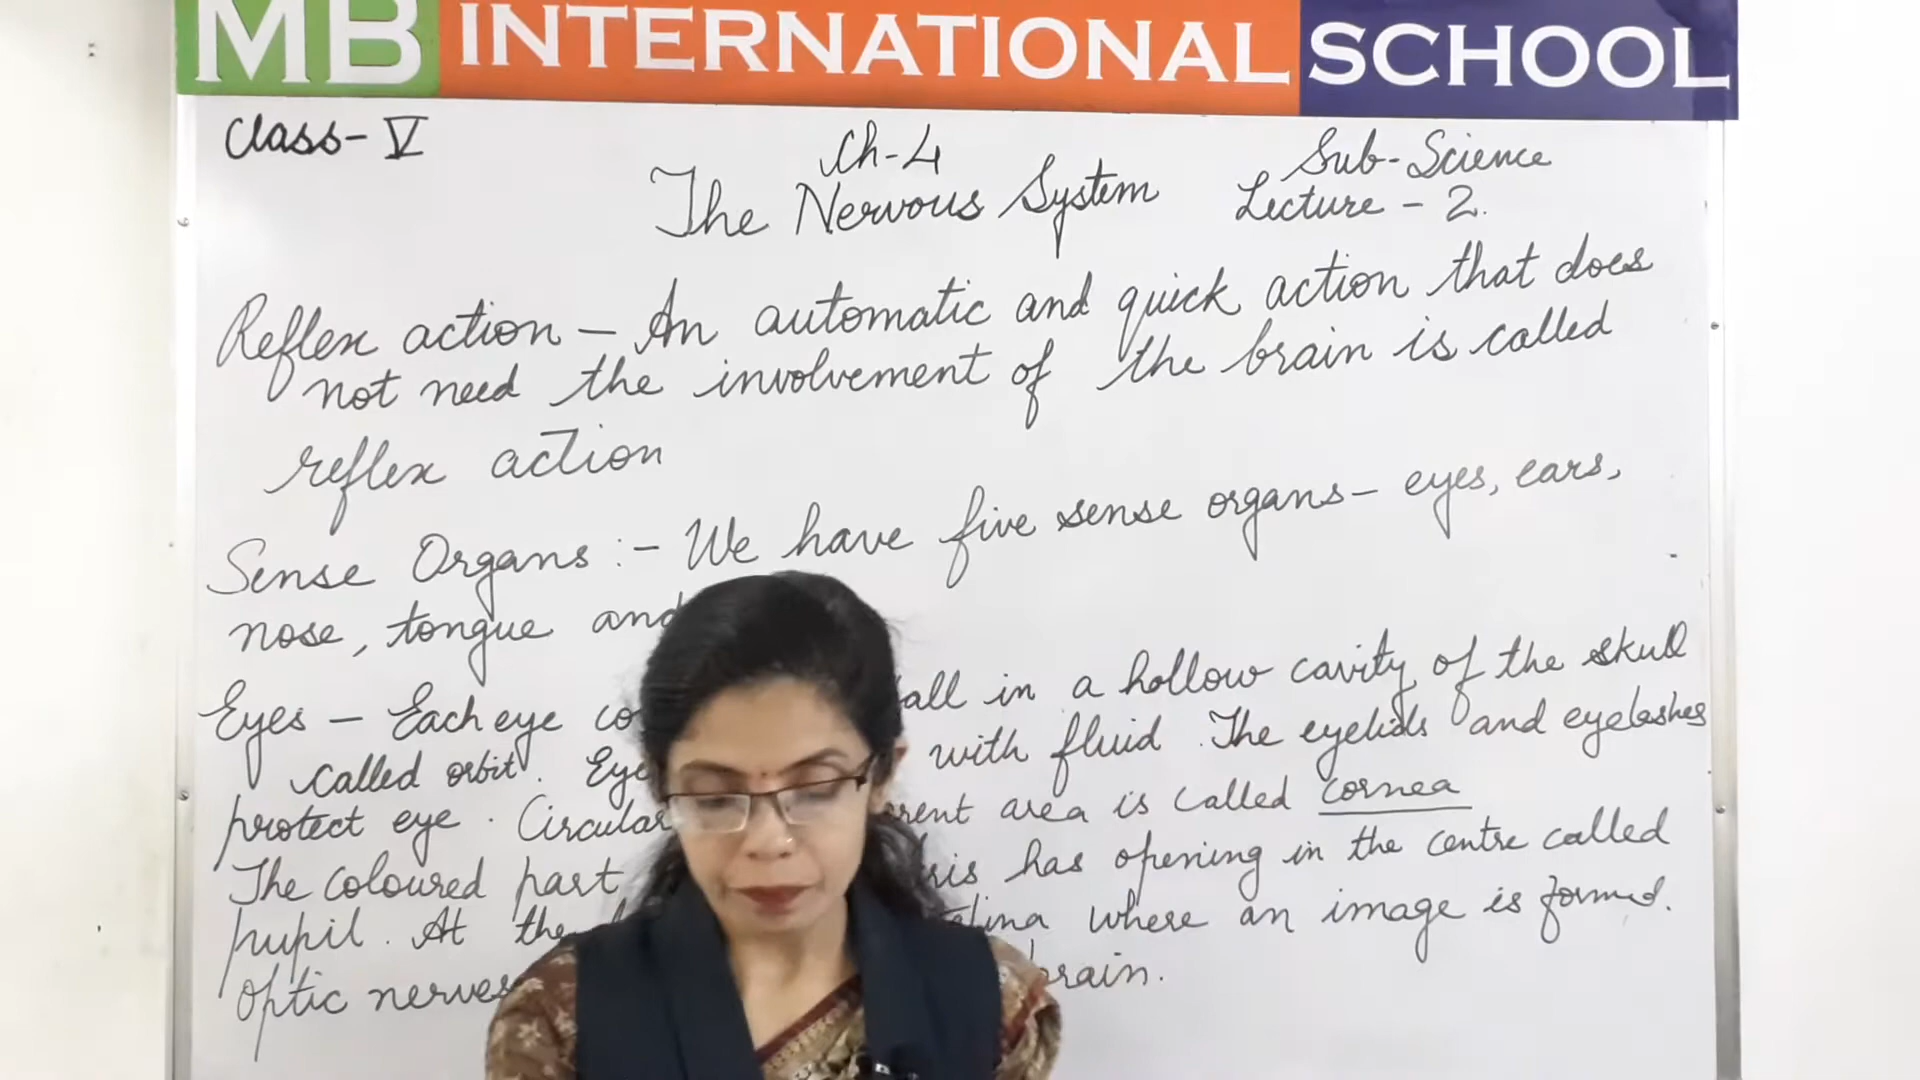 MB INTERNATIONAL SCHOOL
Class-V
Ch-4
Sub-Science
The Nervous System
Lecture - 2.
Reflex action - An automatic and quick action that does
not need the involvement of the brain is called
reflex action
Sense Organs :- We have five sense organs- eyes, ears,
nose, tongue and
Eyes - Each eye all in a hollow cavity of the skull
called orbit. with fluid. The eyelids and eyelashes
protect eye. Circular area is called cornea
The coloured part has opening in the centre called
pupil. At the where an image is formed.
optic nerves brain.